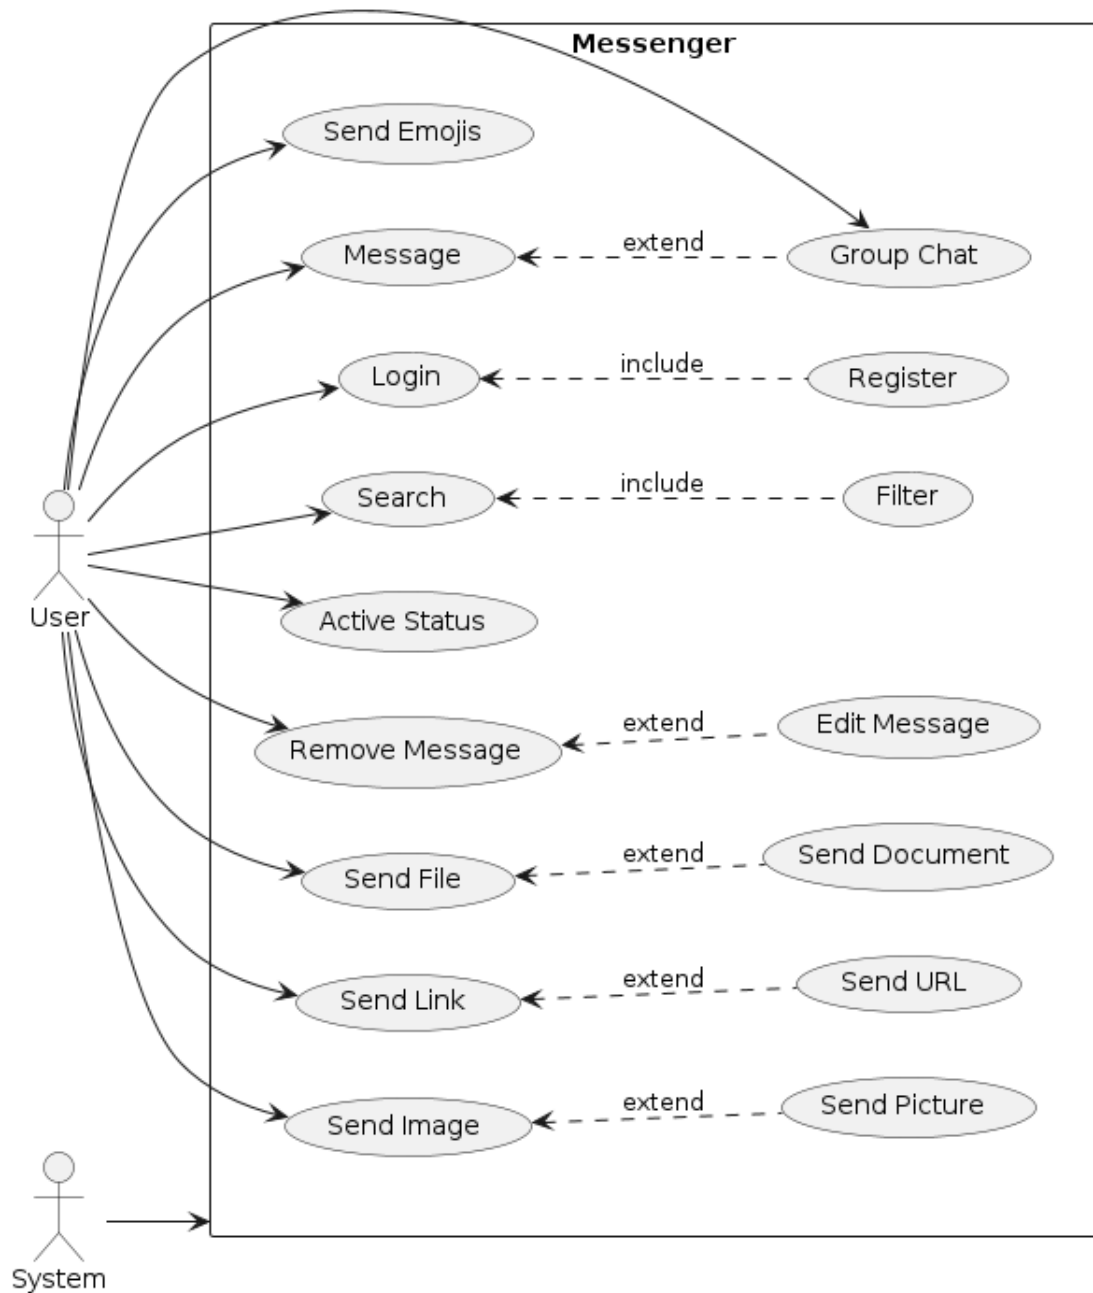 Messenger
Send Emojis
Message
extend
Group Chat
Login
include
Register
Search
include
Filter
User
Active Status
Remove Message
extend
Edit Message
Send File
extend
Send Document
Send Link
extend
Send URL
Send Image
extend
Send Picture
System